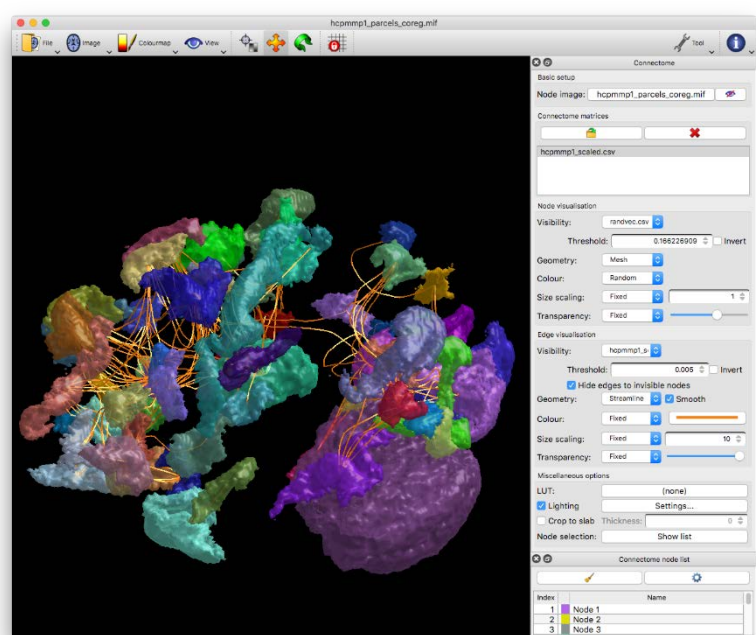 hcpmmp1_parcels_coreg.mif
File Image Colourmap View Tool
Connectome
Basic setup
Node image: hcpmmp1_parcels_coreg.mif
Connectome matrices
hcpmmp1_scaled.csv
Node visualisation
Visibility: randvec.csv
Threshold: 0.166226909 Invert
Geometry: Mesh
Colour: Random
Size scaling: Fixed 1
Transparency: Fixed
Edge visualisation
Visibility: hcpmmp1_s
Threshold: 0.005 Invert
Hide edges to invisible nodes
Geometry: Streamline Smooth
Colour: Fixed
Size scaling: Fixed 10
Transparency: Fixed
Miscellaneous options
LUT: (none)
Lighting Settings...
Crop to slab Thickness: 0
Node selection: Show list
Connectome node list
Index Name
1 Node 1
2 Node 2
3 Node 3